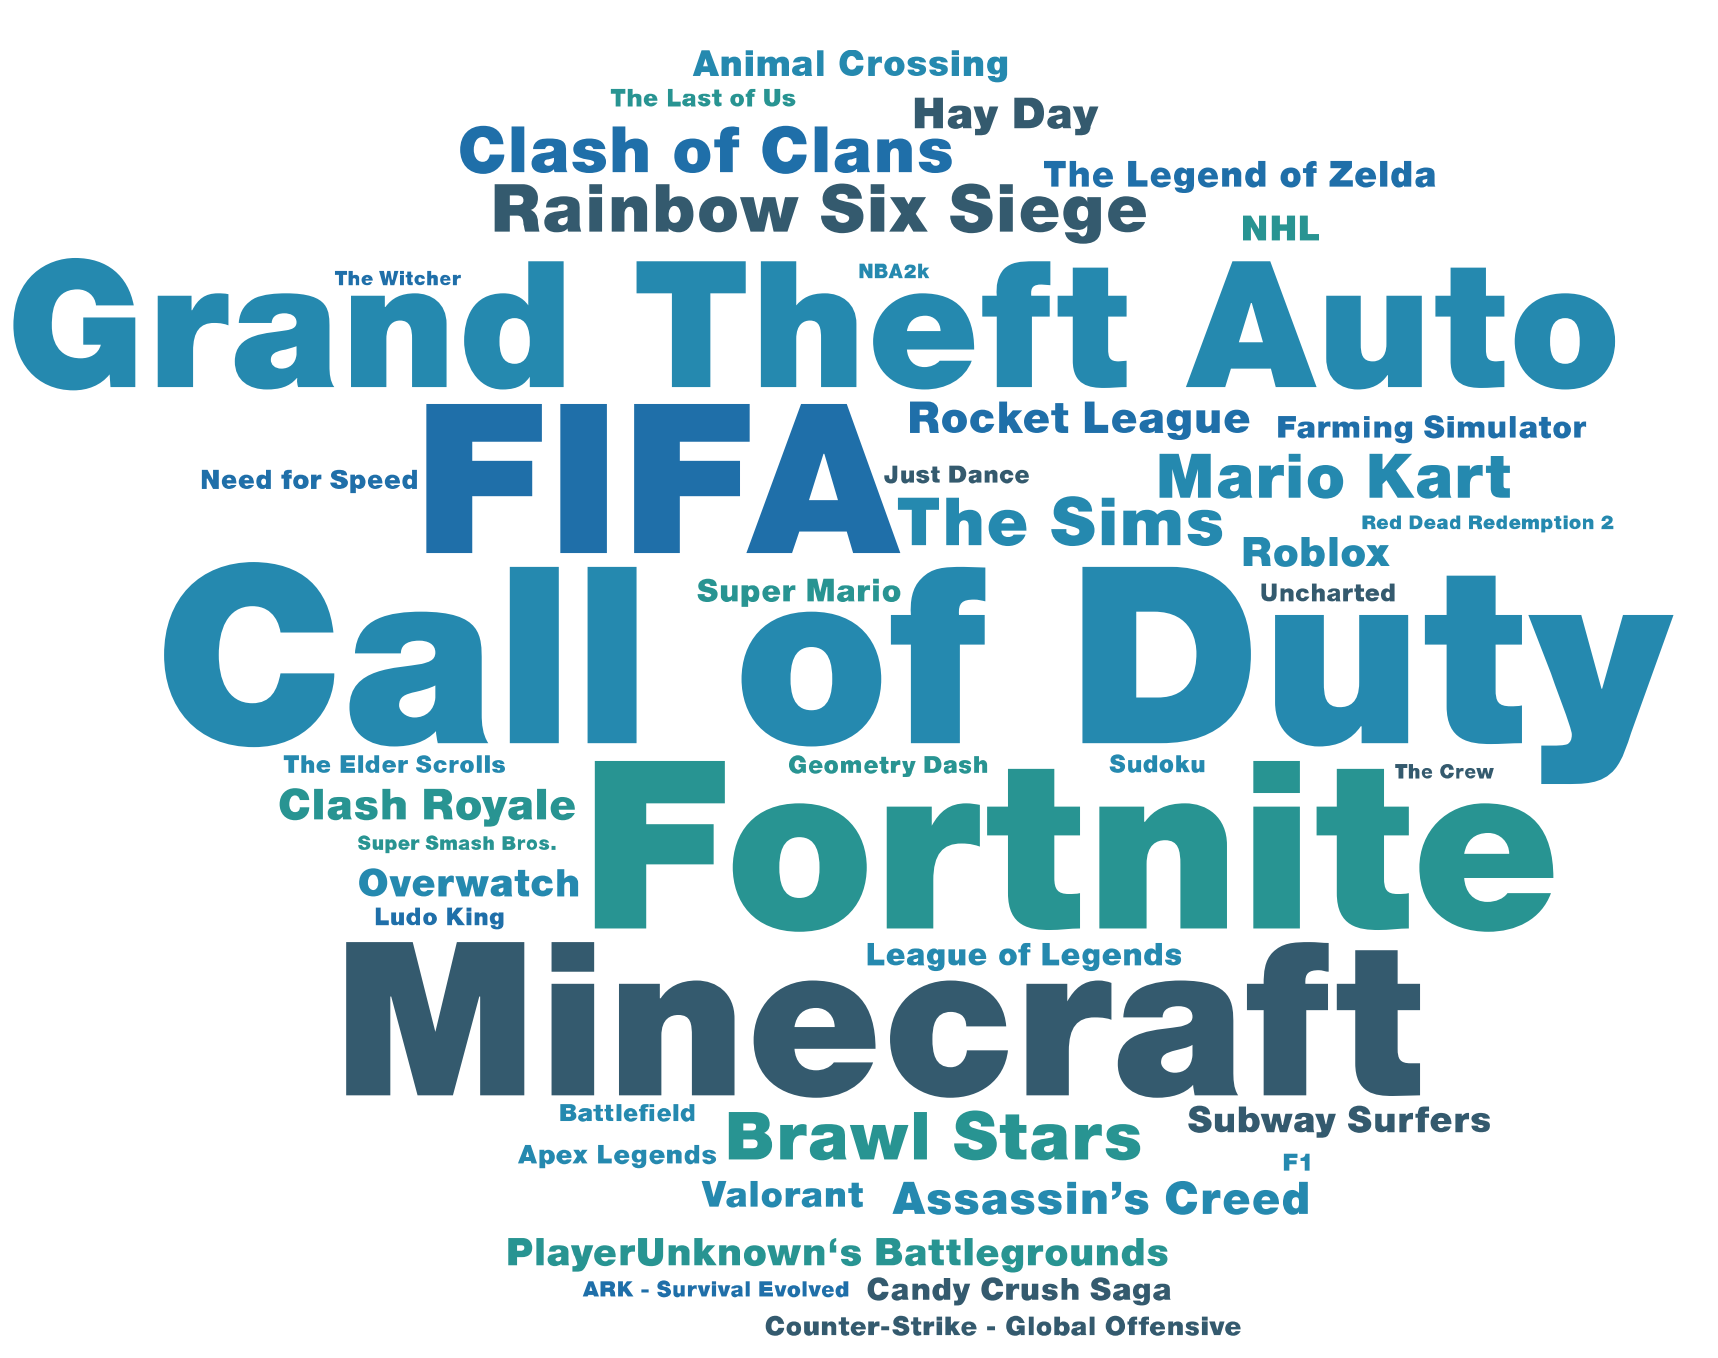 Animal Crossing
The Last of Us
Hay Day
Clash of Clans
The Legend of Zelda
Rainbow Six Siege
NHL
The Witcher
NBA2k
Grand Theft Auto
Rocket League
Farming Simulator
Need for Speed
FIFA
Just Dance
Mario Kart
The Sims
Red Dead Redemption 2
Roblox
Super Mario
Uncharted
Call of Duty
The Elder Scrolls
Geometry Dash
Sudoku
The Crew
Clash Royale
Fortnite
Super Smash Bros.
Overwatch
Ludo King
League of Legends
Minecraft
Battlefield
Brawl Stars
Subway Surfers
Apex Legends
F1
Valorant
Assassin’s Creed
PlayerUnknown‘s Battlegrounds
ARK - Survival Evolved
Candy Crush Saga
Counter-Strike - Global Offensive